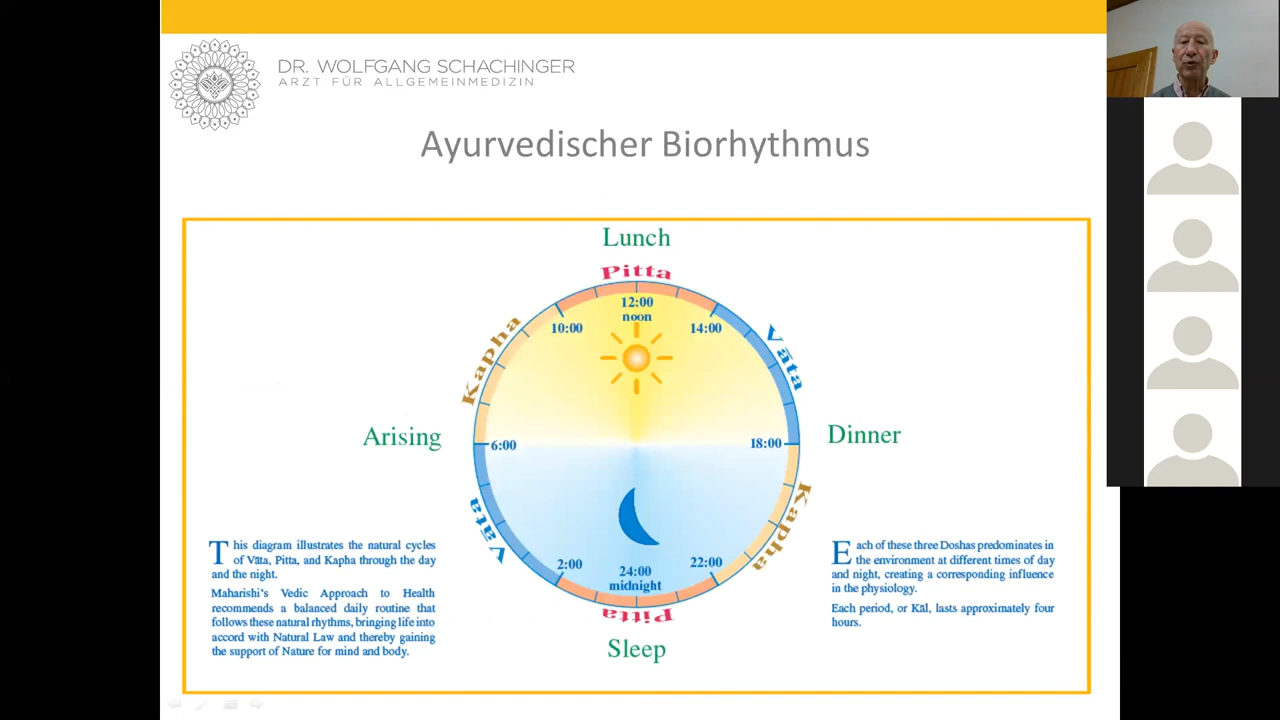 DR. WOLFGANG SCHACHINGER
ARZT FÜR ALLGEMEINMEDIZIN
Ayurvedischer Biorhythmus
Lunch
Pitta
12:00
noon
10:00
14:00
Kapha
Vāta
Arising
6:00
18:00
Dinner
Vāta
Kapha
2:00
24:00
midnight
22:00
Pitta
Sleep
This diagram illustrates the natural cycles
of Vāta, Pitta, and Kapha through the day
and the night.
Maharishi's Vedic Approach to Health
recommends a balanced daily routine that
follows these natural rhythms, bringing life into
accord with Natural Law and thereby gaining
the support of Nature for mind and body.
Each of these three Doshas predominates in
the environment at different times of day
and night, creating a corresponding influence
in the physiology.
Each period, or Kāl, lasts approximately four
hours.